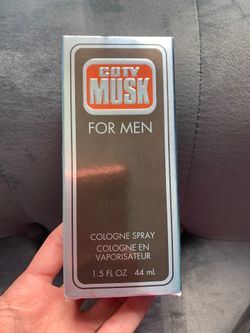 COTY
MUSK
FOR MEN
COLOGNE SPRAY
COLOGNE EN
VAPORISATEUR
1.5 FL OZ 44 mL